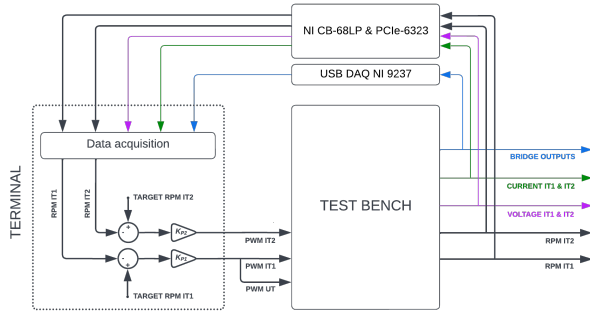 NI CB-68LP & PCIe-6323
USB DAQ NI 9237
Data acquisition
TERMINAL
RPM IT1
RPM IT2
TARGET RPM IT2
+
-
KP2
PWM IT2
-
+
KP1
PWM IT1
PWM UT
TARGET RPM IT1
TEST BENCH
BRIDGE OUTPUTS
CURRENT IT1 & IT2
VOLTAGE IT1 & IT2
RPM IT2
RPM IT1